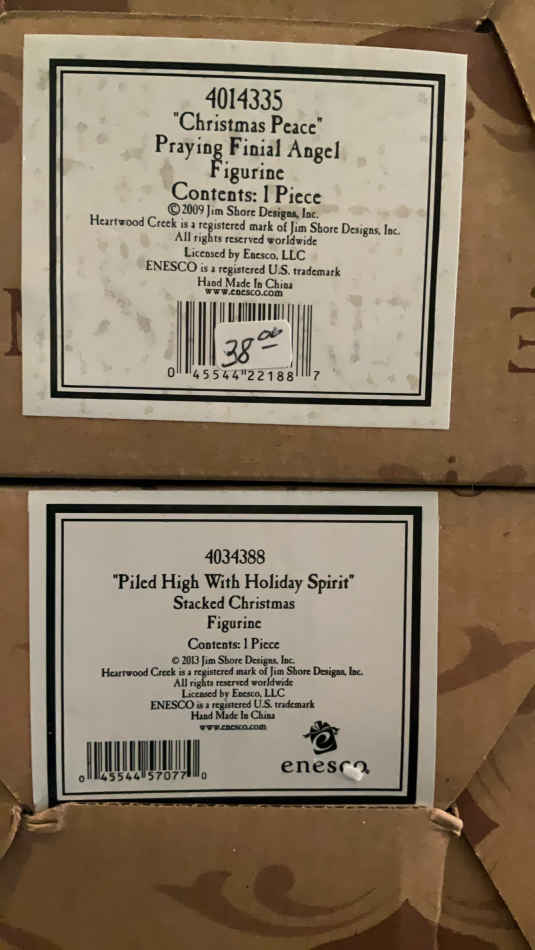 4014335
"Christmas Peace"
Praying Finial Angel
Figurine
Contents: 1 Piece
© 2009 Jim Shore Designs, Inc.
Heartwood Creek is a registered mark of Jim Shore Designs, Inc.
All rights reserved worldwide
Licensed by Enesco, LLC
ENESCO is a registered U.S. trademark
Hand Made In China
www.enesco.com
38 00
0 45544 22188 7
4034388
"Piled High With Holiday Spirit"
Stacked Christmas
Figurine
Contents: 1 Piece
© 2013 Jim Shore Designs, Inc.
Heartwood Creek is a registered mark of Jim Shore Designs, Inc.
All rights reserved worldwide
Licensed by Enesco, LLC
ENESCO is a registered U.S. trademark
Hand Made In China
www.enesco.com
enesco.
0 45544 57077 0